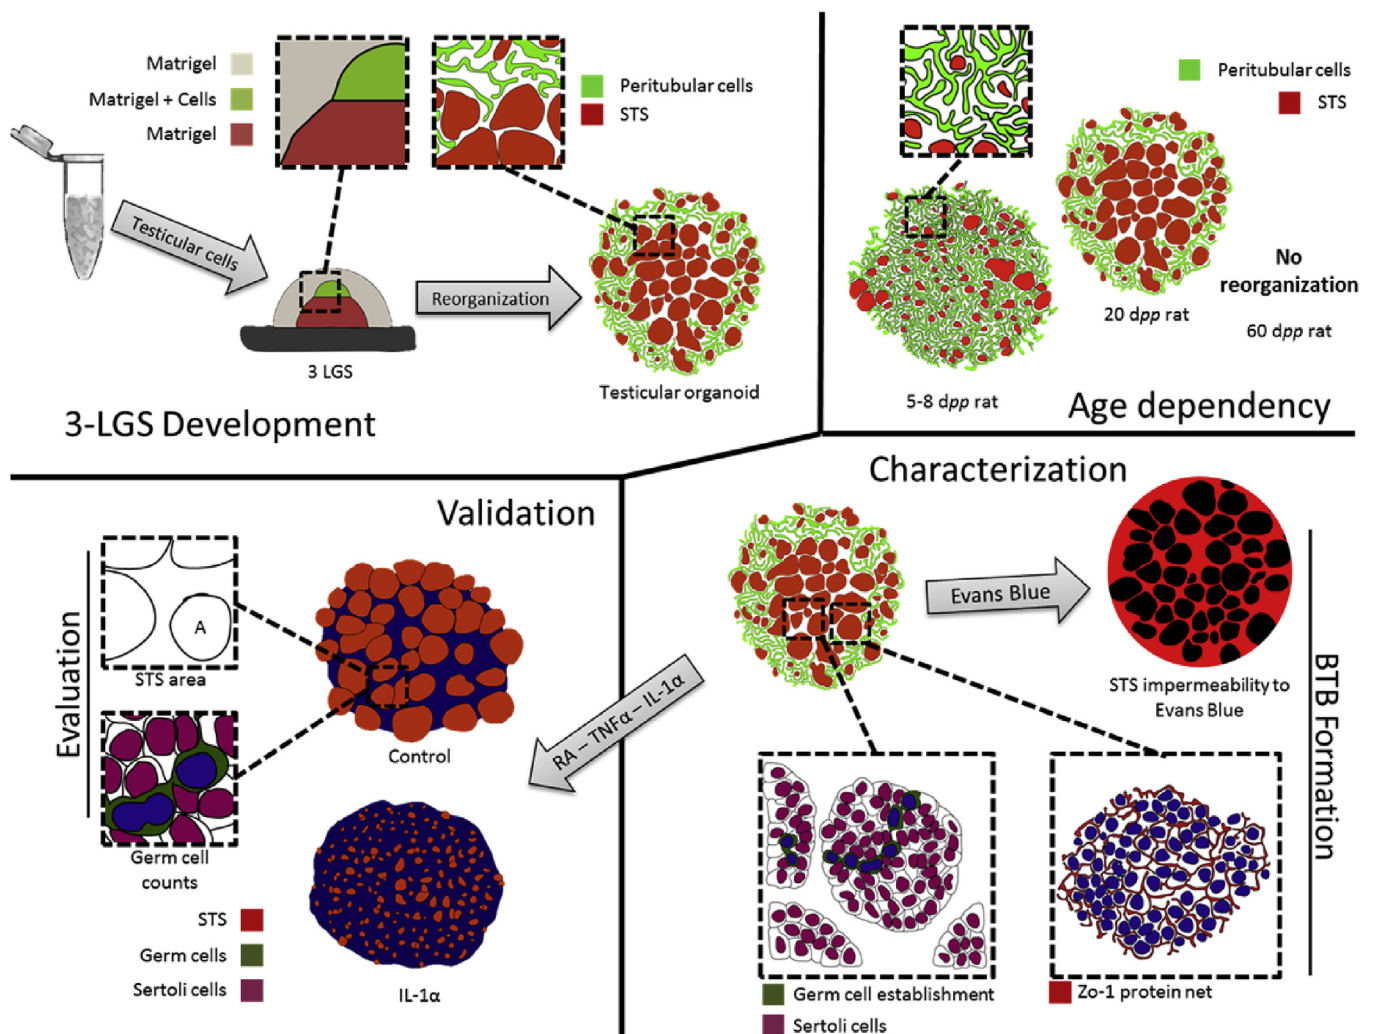 Matrigel
Matrigel + Cells
Matrigel
Testicular cells
3 LGS
Reorganization
Peritubular cells
STS
Testicular organoid
3-LGS Development
Peritubular cells
STS
5-8 dpp rat
20 dpp rat
No
reorganization
60 dpp rat
Age dependency
Validation
Evaluation
A
STS area
Germ cell
counts
STS
Germ cells
Sertoli cells
Control
IL-1α
RA – TNFα – IL-1α
Characterization
Evans Blue
STS impermeability to
Evans Blue
BTB Formation
Germ cell establishment
Sertoli cells
Zo-1 protein net